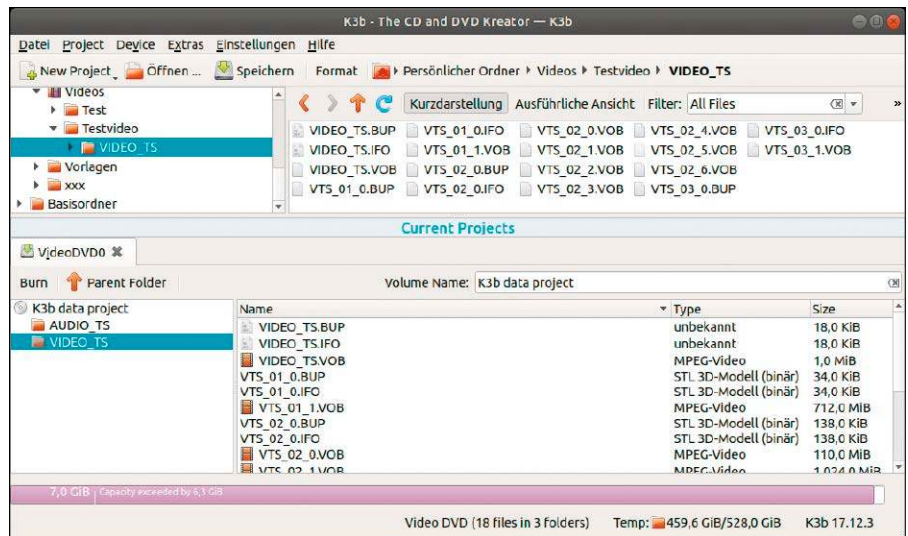 K3b - The CD and DVD Kreator — K3b
Datei Project Device Extras Einstellungen Hilfe
New Project Öffnen ... Speichern Format Persönlicher Ordner Videos Testvideo VIDEO_TS
Videos
Test
Testvideo
VIDEO_TS
Vorlagen
xxx
Basisordner
Kurzdarstellung Ausführliche Ansicht Filter: All Files »
VIDEO_TS.BUP VTS_01_0.IFO VTS_02_0.VOB VTS_02_4.VOB VTS_03_0.IFO
VIDEO_TS.IFO VTS_01_1.VOB VTS_02_1.VOB VTS_02_5.VOB VTS_03_1.VOB
VIDEO_TS.VOB VTS_02_0.BUP VTS_02_2.VOB VTS_02_6.VOB
VTS_01_0.BUP VTS_02_0.IFO VTS_02_3.VOB VTS_03_0.BUP
Current Projects
VideoDVD0
Burn Parent Folder Volume Name: K3b data project
K3b data project
AUDIO_TS
VIDEO_TS
Name Type Size
VIDEO_TS.BUP unbekannt 18,0 KiB
VIDEO_TS.IFO unbekannt 18,0 KiB
VIDEO_TS.VOB MPEG-Video 1,0 MiB
VTS_01_0.BUP STL 3D-Modell (binär) 34,0 KiB
VTS_01_0.IFO STL 3D-Modell (binär) 34,0 KiB
VTS_01_1.VOB MPEG-Video 712,0 MiB
VTS_02_0.BUP STL 3D-Modell (binär) 138,0 KiB
VTS_02_0.IFO STL 3D-Modell (binär) 138,0 KiB
VTS_02_0.VOB MPEG-Video 110,0 MiB
VTS_02_1.VOB MPEG-Video 1.024,0 MiB
7,0 GiB Capacity exceeded by 6,3 GiB
Video DVD (18 files in 3 folders) Temp: 459,6 GiB/528,0 GiB K3b 17.12.3